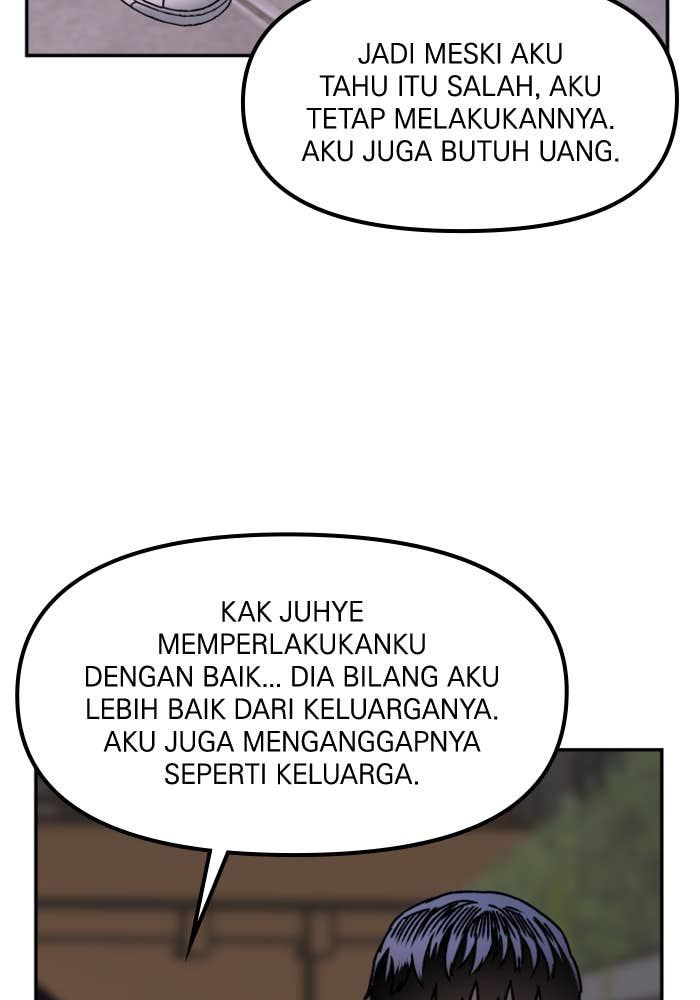 JADI MESKI AKU
TAHU ITU SALAH, AKU
TETAP MELAKUKANNYA.
AKU JUGA BUTUH UANG.
KAK JUHYE
MEMPERLAKUKANKU
DENGAN BAIK... DIA BILANG AKU
LEBIH BAIK DARI KELUARGANYA.
AKU JUGA MENGANGGAPNYA
SEPERTI KELUARGA.